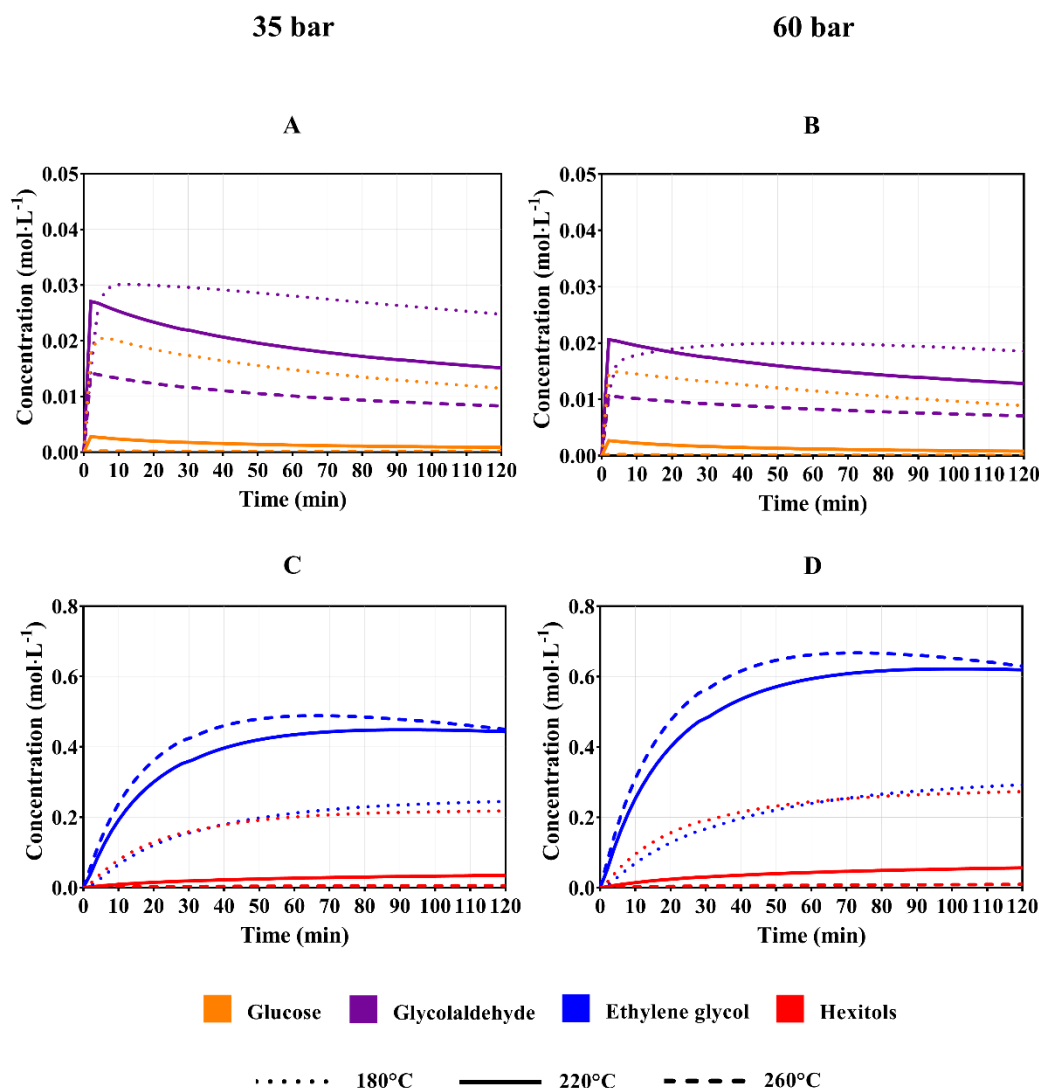 35 bar 60 bar
A B
0.05
0.04
0.03
0.02
0.01
0.00
Concentration (mol·L⁻¹)
0 10 20 30 40 50 60 70 80 90 100 110 120
Time (min)
0.05
0.04
0.03
0.02
0.01
0.00
Concentration (mol·L⁻¹)
0 10 20 30 40 50 60 70 80 90 100 110 120
Time (min)
C D
0.8
0.6
0.4
0.2
0.0
Concentration (mol·L⁻¹)
0 10 20 30 40 50 60 70 80 90 100 110 120
Time (min)
0.8
0.6
0.4
0.2
0.0
Concentration (mol·L⁻¹)
0 10 20 30 40 50 60 70 80 90 100 110 120
Time (min)
Glucose Glycolaldehyde Ethylene glycol Hexitols
180°C 220°C 260°C